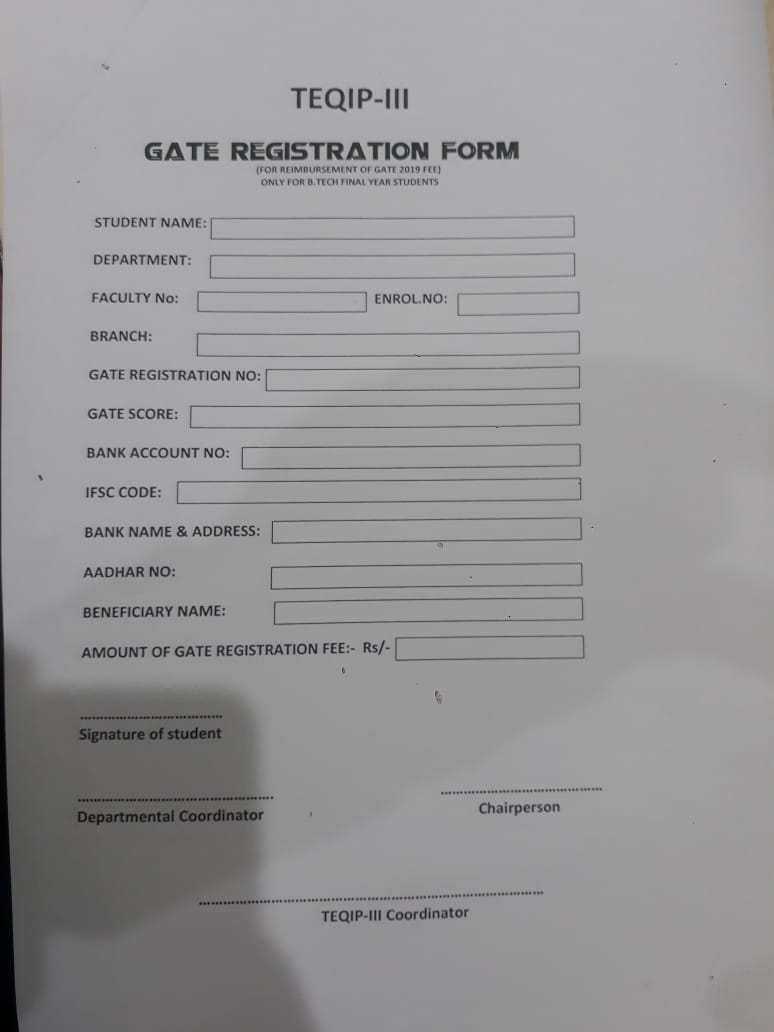 TEQIP-III
GATE REGISTRATION FORM
(FOR REIMBURSEMENT OF GATE 2019 FEE)
ONLY FOR B.TECH FINAL YEAR STUDENTS
STUDENT NAME:
DEPARTMENT:
FACULTY No: ENROL.NO:
BRANCH:
GATE REGISTRATION NO:
GATE SCORE:
BANK ACCOUNT NO:
IFSC CODE:
BANK NAME & ADDRESS:
AADHAR NO:
BENEFICIARY NAME:
AMOUNT OF GATE REGISTRATION FEE:- Rs/-
Signature of student
Departmental Coordinator Chairperson
TEQIP-III Coordinator